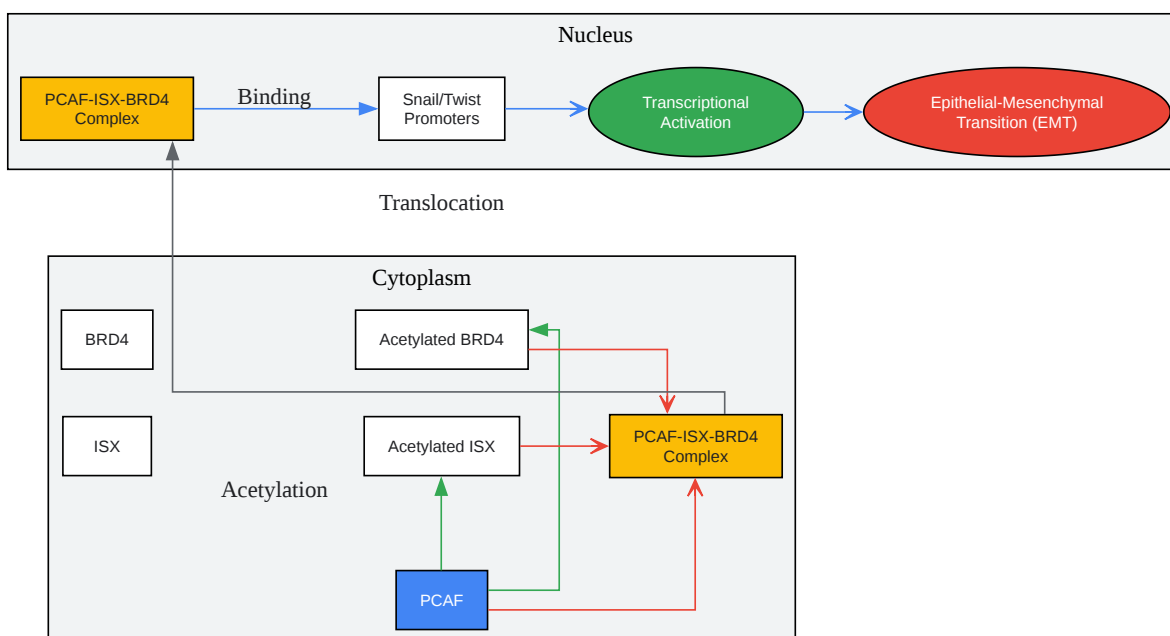 Nucleus
PCAF-ISX-BRD4
Complex
Binding
Snail/Twist
Promoters
Transcriptional
Activation
Epithelial-Mesenchymal
Transition (EMT)
Translocation
Cytoplasm
BRD4
Acetylated BRD4
ISX
Acetylated ISX
PCAF-ISX-BRD4
Complex
Acetylation
PCAF